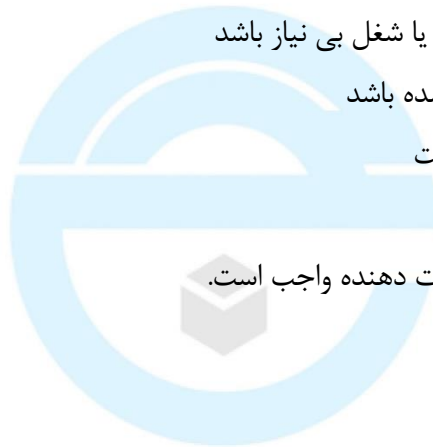 یا شغل بی نیاز باشد
ده باشد
ت
ت دهنده واجب است.